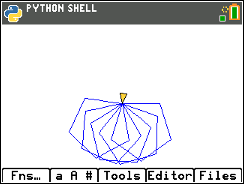 PYTHON SHELL
Fns… a A # Tools Editor Files